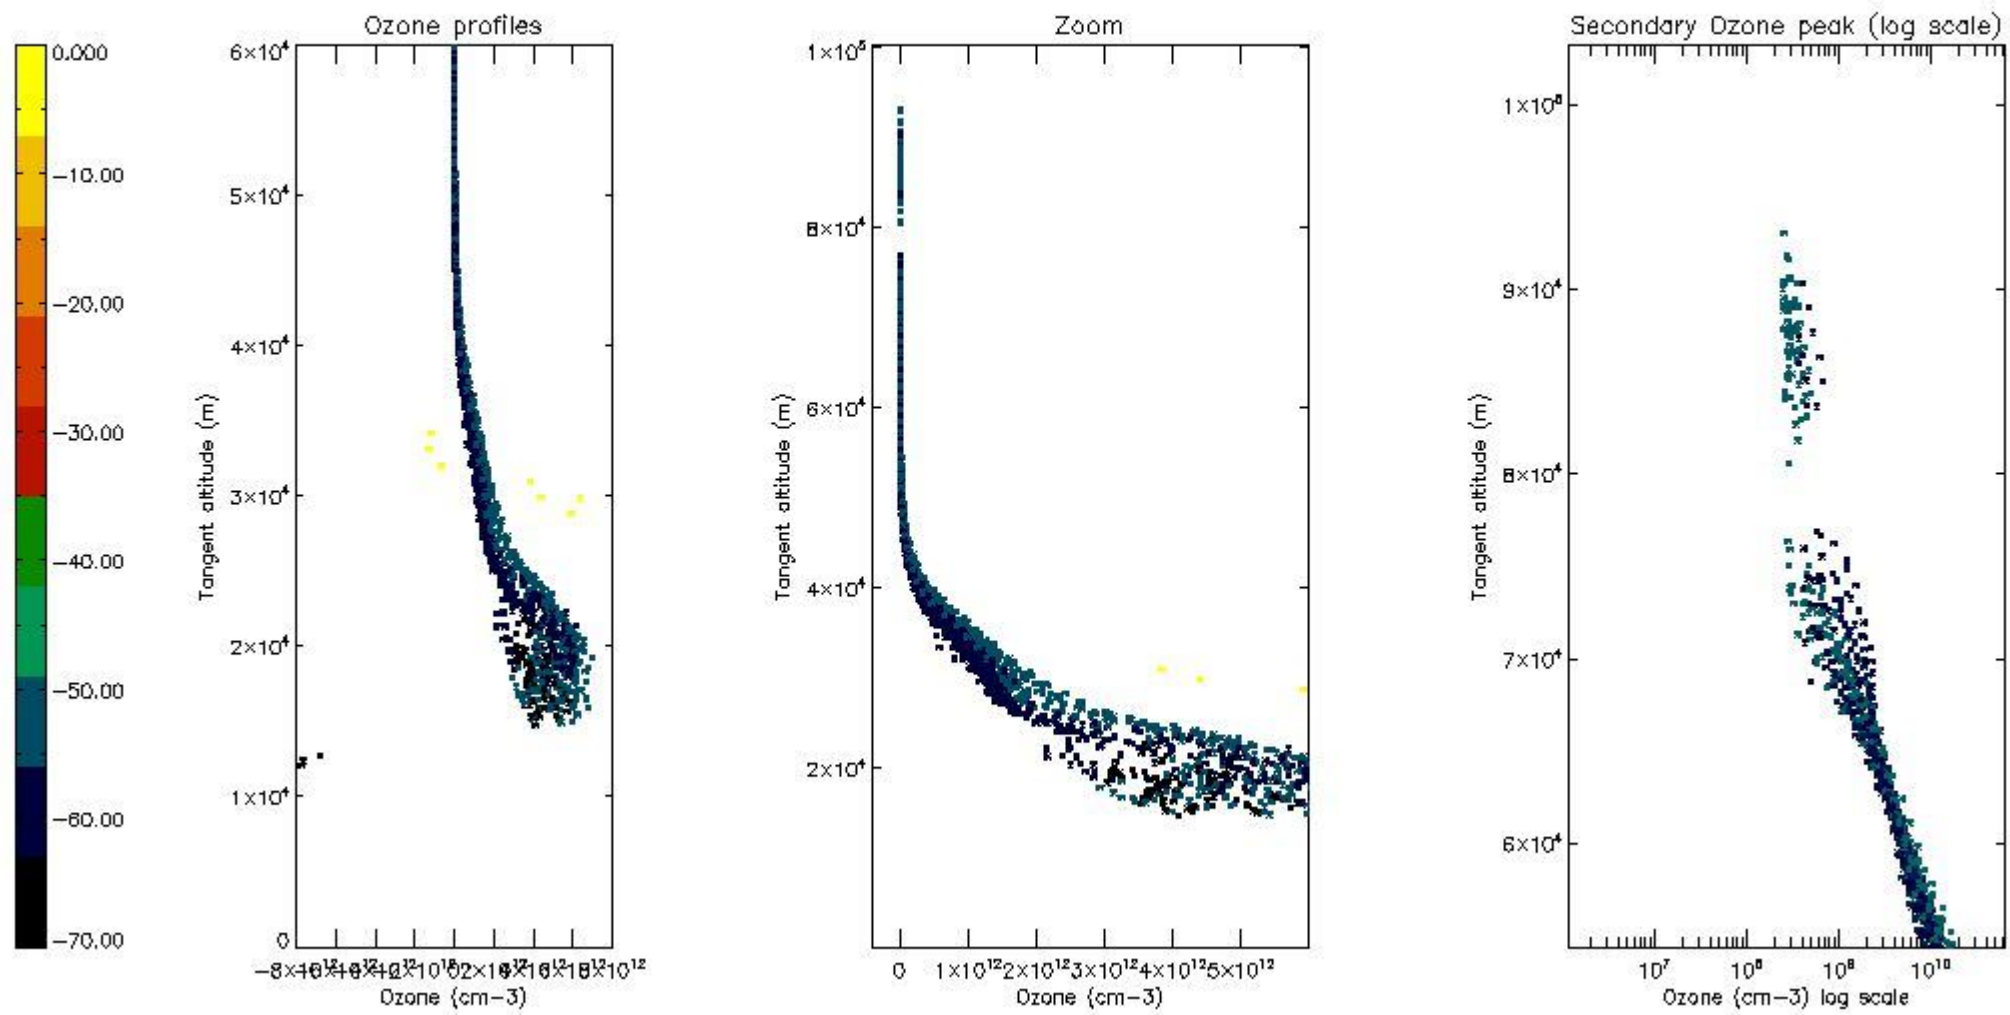 Ozone profiles
Zoom
Secondary Ozone peak (log scale)
0.000
−10.00
−20.00
−30.00
−40.00
−50.00
−60.00
−70.00
6×10⁴
5×10⁴
4×10⁴
3×10⁴
2×10⁴
1×10⁴
0
Tangent altitude (m)
8×10¹²
Ozone (cm−3)
1×10⁵
8×10⁴
6×10⁴
4×10⁴
2×10⁴
Tangent altitude (m)
0 1×10¹² 2×10¹² 3×10¹² 4×10¹² 5×10¹²
Ozone (cm−3)
9×10⁴
8×10⁴
7×10⁴
6×10⁴
Tangent altitude (m)
10⁷ 10⁹ 10¹⁰
Ozone (cm−3) log scale